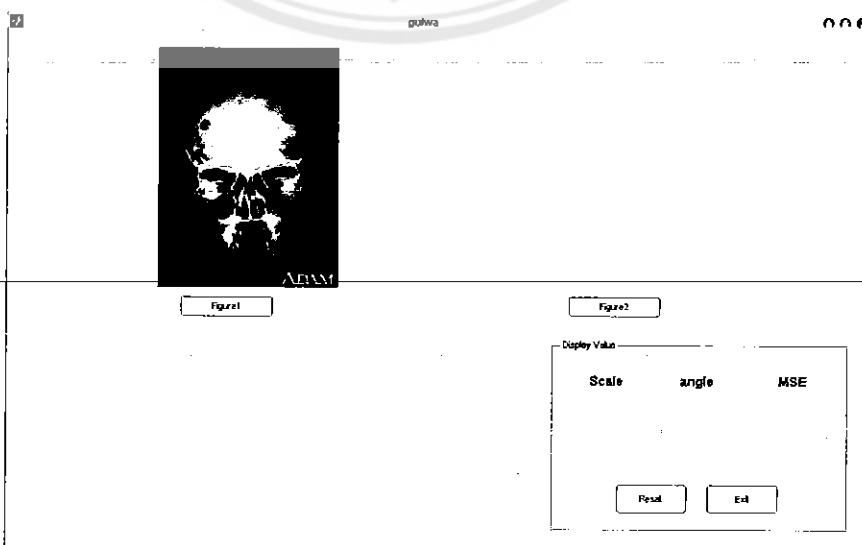 guiwa
ADAM
Figure1
Figure2
Display Value
Scale angle MSE
Reset Exit